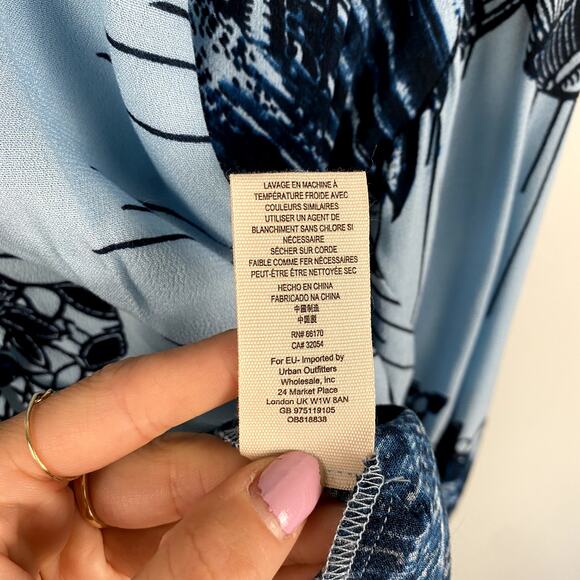 LAVAGE EN MACHINE À
TEMPÉRATURE FROIDE AVEC
COULEURS SIMILAIRES
UTILISER UN AGENT DE
BLANCHIMENT SANS CHLORE SI
NÉCESSAIRE
SÉCHER SUR CORDE
FAIBLE COMME FER NÉCESSAIRES
PEUT-ÊTRE ÊTRE NETTOYÉE SEC
HECHO EN CHINA
FABRICADO NA CHINA
中國製造
中国製
RN# 66170
CA# 32054
For EU- Imported by
Urban Outfitters
Wholesale, Inc
24 Market Place
London UK W1W 8AN
GB 975119105
OB818838